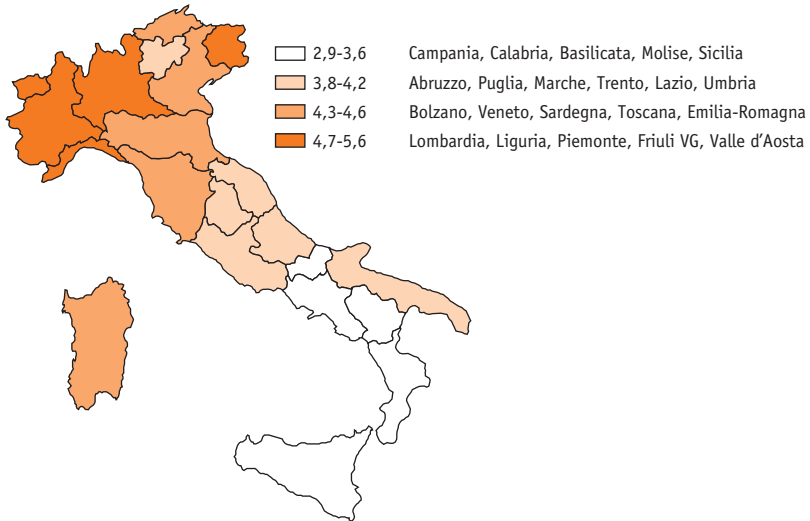 2,9-3,6 Campania, Calabria, Basilicata, Molise, Sicilia
3,8-4,2 Abruzzo, Puglia, Marche, Trento, Lazio, Umbria
4,3-4,6 Bolzano, Veneto, Sardegna, Toscana, Emilia-Romagna
4,7-5,6 Lombardia, Liguria, Piemonte, Friuli VG, Valle d'Aosta